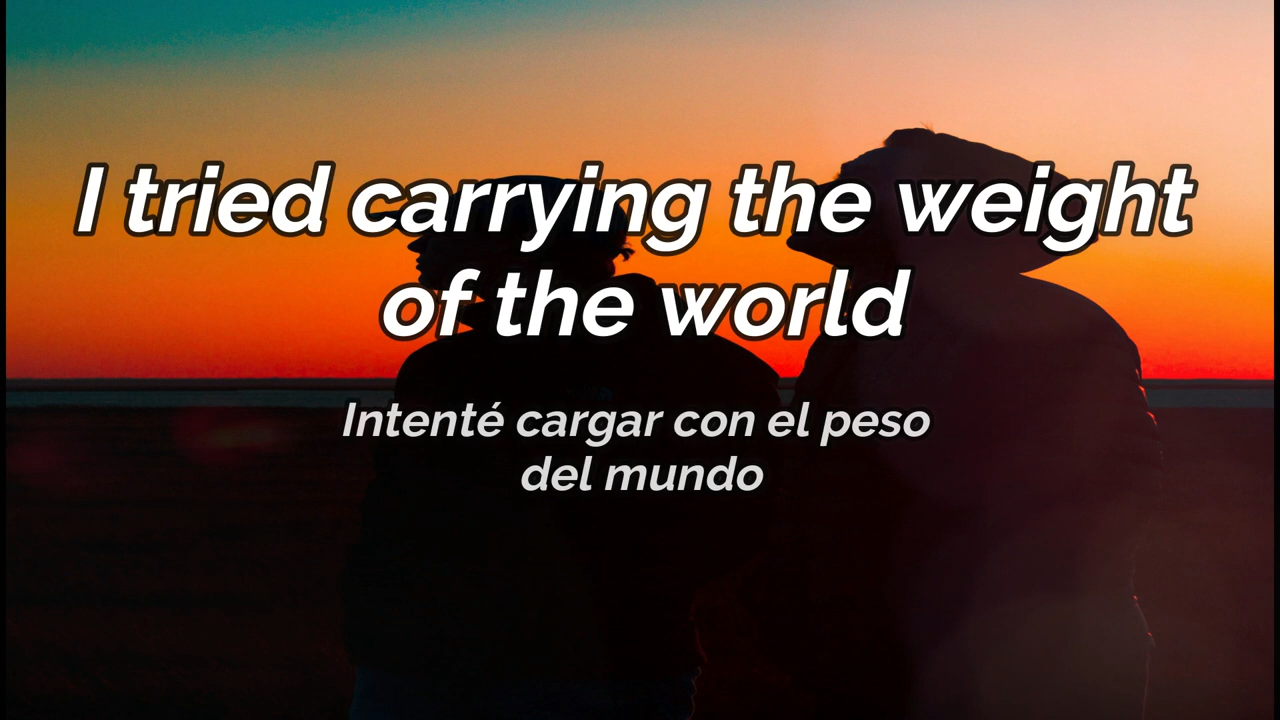 I tried carrying the weight
of the world
Intenté cargar con el peso
del mundo